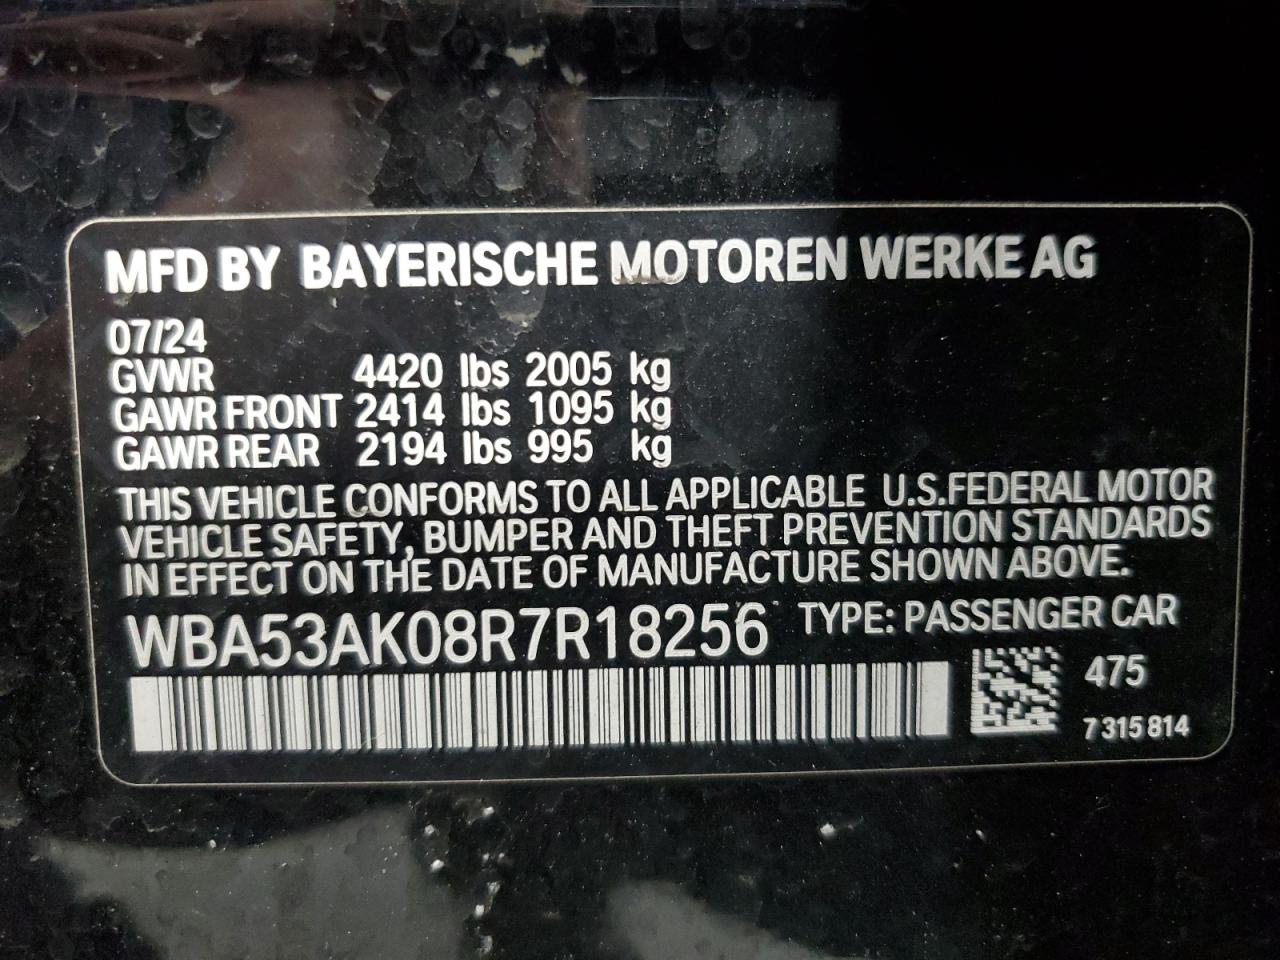 MFD BY BAYERISCHE MOTOREN WERKE AG
07/24
GVWR 4420 lbs 2005 kg
GAWR FRONT 2414 lbs 1095 kg
GAWR REAR 2194 lbs 995 kg
THIS VEHICLE CONFORMS TO ALL APPLICABLE U.S.FEDERAL MOTOR
VEHICLE SAFETY, BUMPER AND THEFT PREVENTION STANDARDS
IN EFFECT ON THE DATE OF MANUFACTURE SHOWN ABOVE.
WBA53AK08R7R18256 TYPE: PASSENGER CAR
475
7 315 814